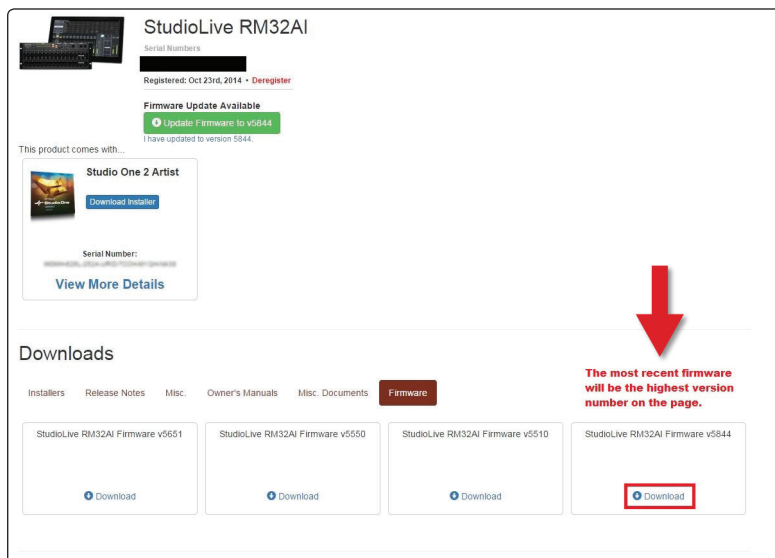 StudioLive RM32AI
Serial Numbers
Registered: Oct 23rd, 2014 • Deregister
Firmware Update Available
Update Firmware to v5844
I have updated to version 5844.
This product comes with...
Studio One 2 Artist
Download Installer
Serial Number:
View More Details
Downloads
The most recent firmware
will be the highest version
number on the page.
Installers Release Notes Misc. Owner's Manuals Misc. Documents Firmware
StudioLive RM32AI Firmware v5651 StudioLive RM32AI Firmware v5550 StudioLive RM32AI Firmware v5510 StudioLive RM32AI Firmware v5844
Download Download Download Download